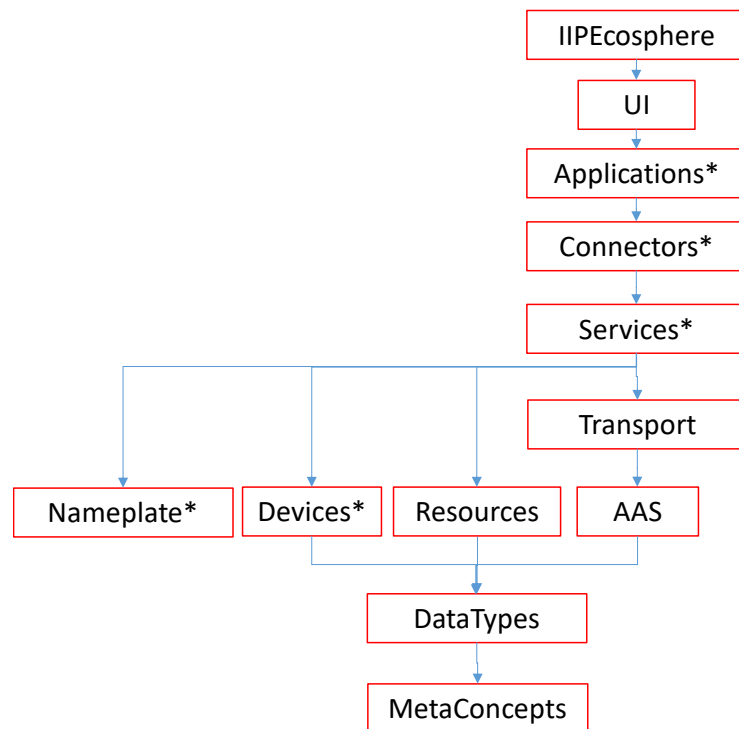 IIPEcosphere
UI
Applications*
Connectors*
Services*
Transport
Nameplate*
Devices*
Resources
AAS
DataTypes
MetaConcepts